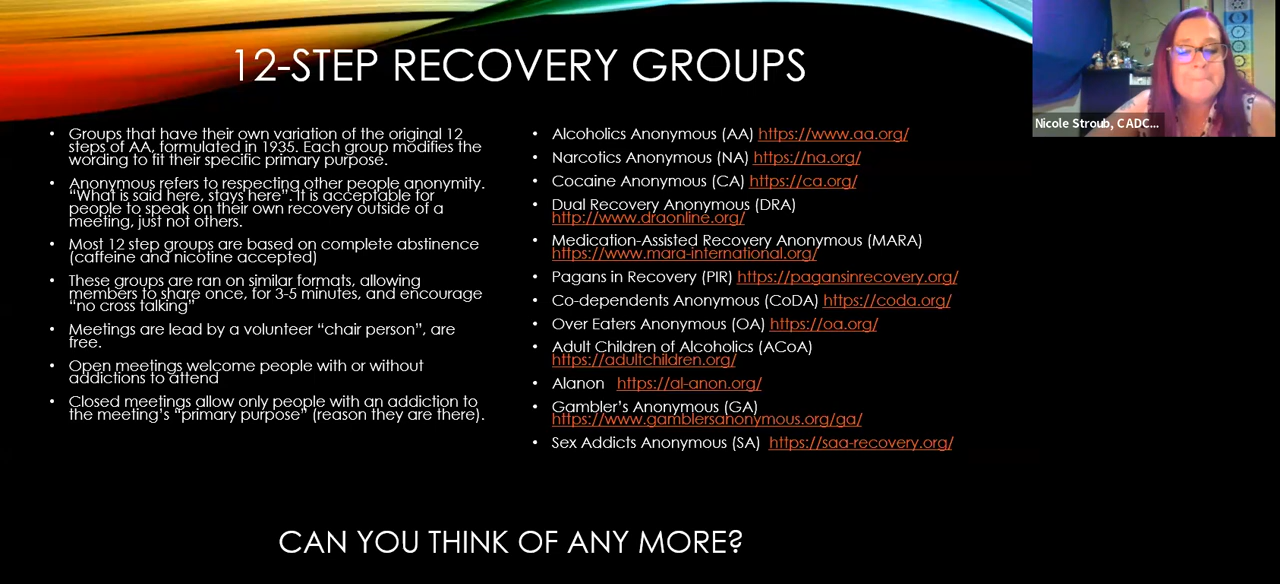 12-STEP RECOVERY GROUPS
• Groups that have their own variation of the original 12
steps of AA, formulated in 1935. Each group modifies the
wording to fit their specific primary purpose.
• Anonymous refers to respecting other people anonymity.
“What is said here, stays here”. It is acceptable for
people to speak on their own recovery outside of a
meeting, just not others.
• Most 12 step groups are based on complete abstinence
(caffeine and nicotine accepted)
• These groups are ran on similar formats, allowing
members to share once, for 3-5 minutes, and encourage
“no cross talking”
• Meetings are lead by a volunteer “chair person”, are
free.
• Open meetings welcome people with or without
addictions to attend
• Closed meetings allow only people with an addiction to
the meeting’s “primary purpose” (reason they are there).
• Alcoholics Anonymous (AA) https://www.aa.org/
• Narcotics Anonymous (NA) https://na.org/
• Cocaine Anonymous (CA) https://ca.org/
• Dual Recovery Anonymous (DRA)
http://www.draonline.org/
• Medication-Assisted Recovery Anonymous (MARA)
https://www.mara-international.org/
• Pagans in Recovery (PIR) https://pagansinrecovery.org/
• Co-dependents Anonymous (CoDA) https://coda.org/
• Over Eaters Anonymous (OA) https://oa.org/
• Adult Children of Alcoholics (ACoA)
https://adultchildren.org/
• Alanon https://al-anon.org/
• Gambler’s Anonymous (GA)
https://www.gamblersanonymous.org/ga/
• Sex Addicts Anonymous (SA) https://saa-recovery.org/
CAN YOU THINK OF ANY MORE?
Nicole Stroub, CADC...